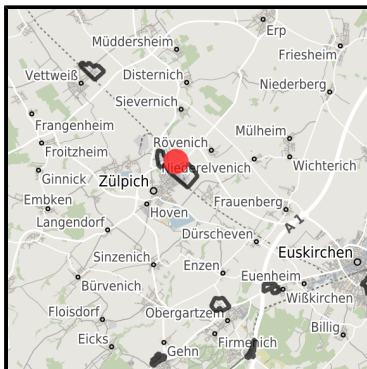 Erp
Müddersheim
Friesheim
Vettweiß
Disternich
Niederberg
Sievernich
Frangenheim
Mülheim
Froitzheim
Rövenich
Niederelvenich
Wichterich
Ginnick
Zülpich
Embken
Hoven
Frauenberg
Langendorf
A 1
Dürscheven
Euskirchen
Sinzenich
Enzen
Euenheim
Bürvenich
Wißkirchen
Floisdorf
Obergartzem
Billig
Eicks
Firmenich
Gehn